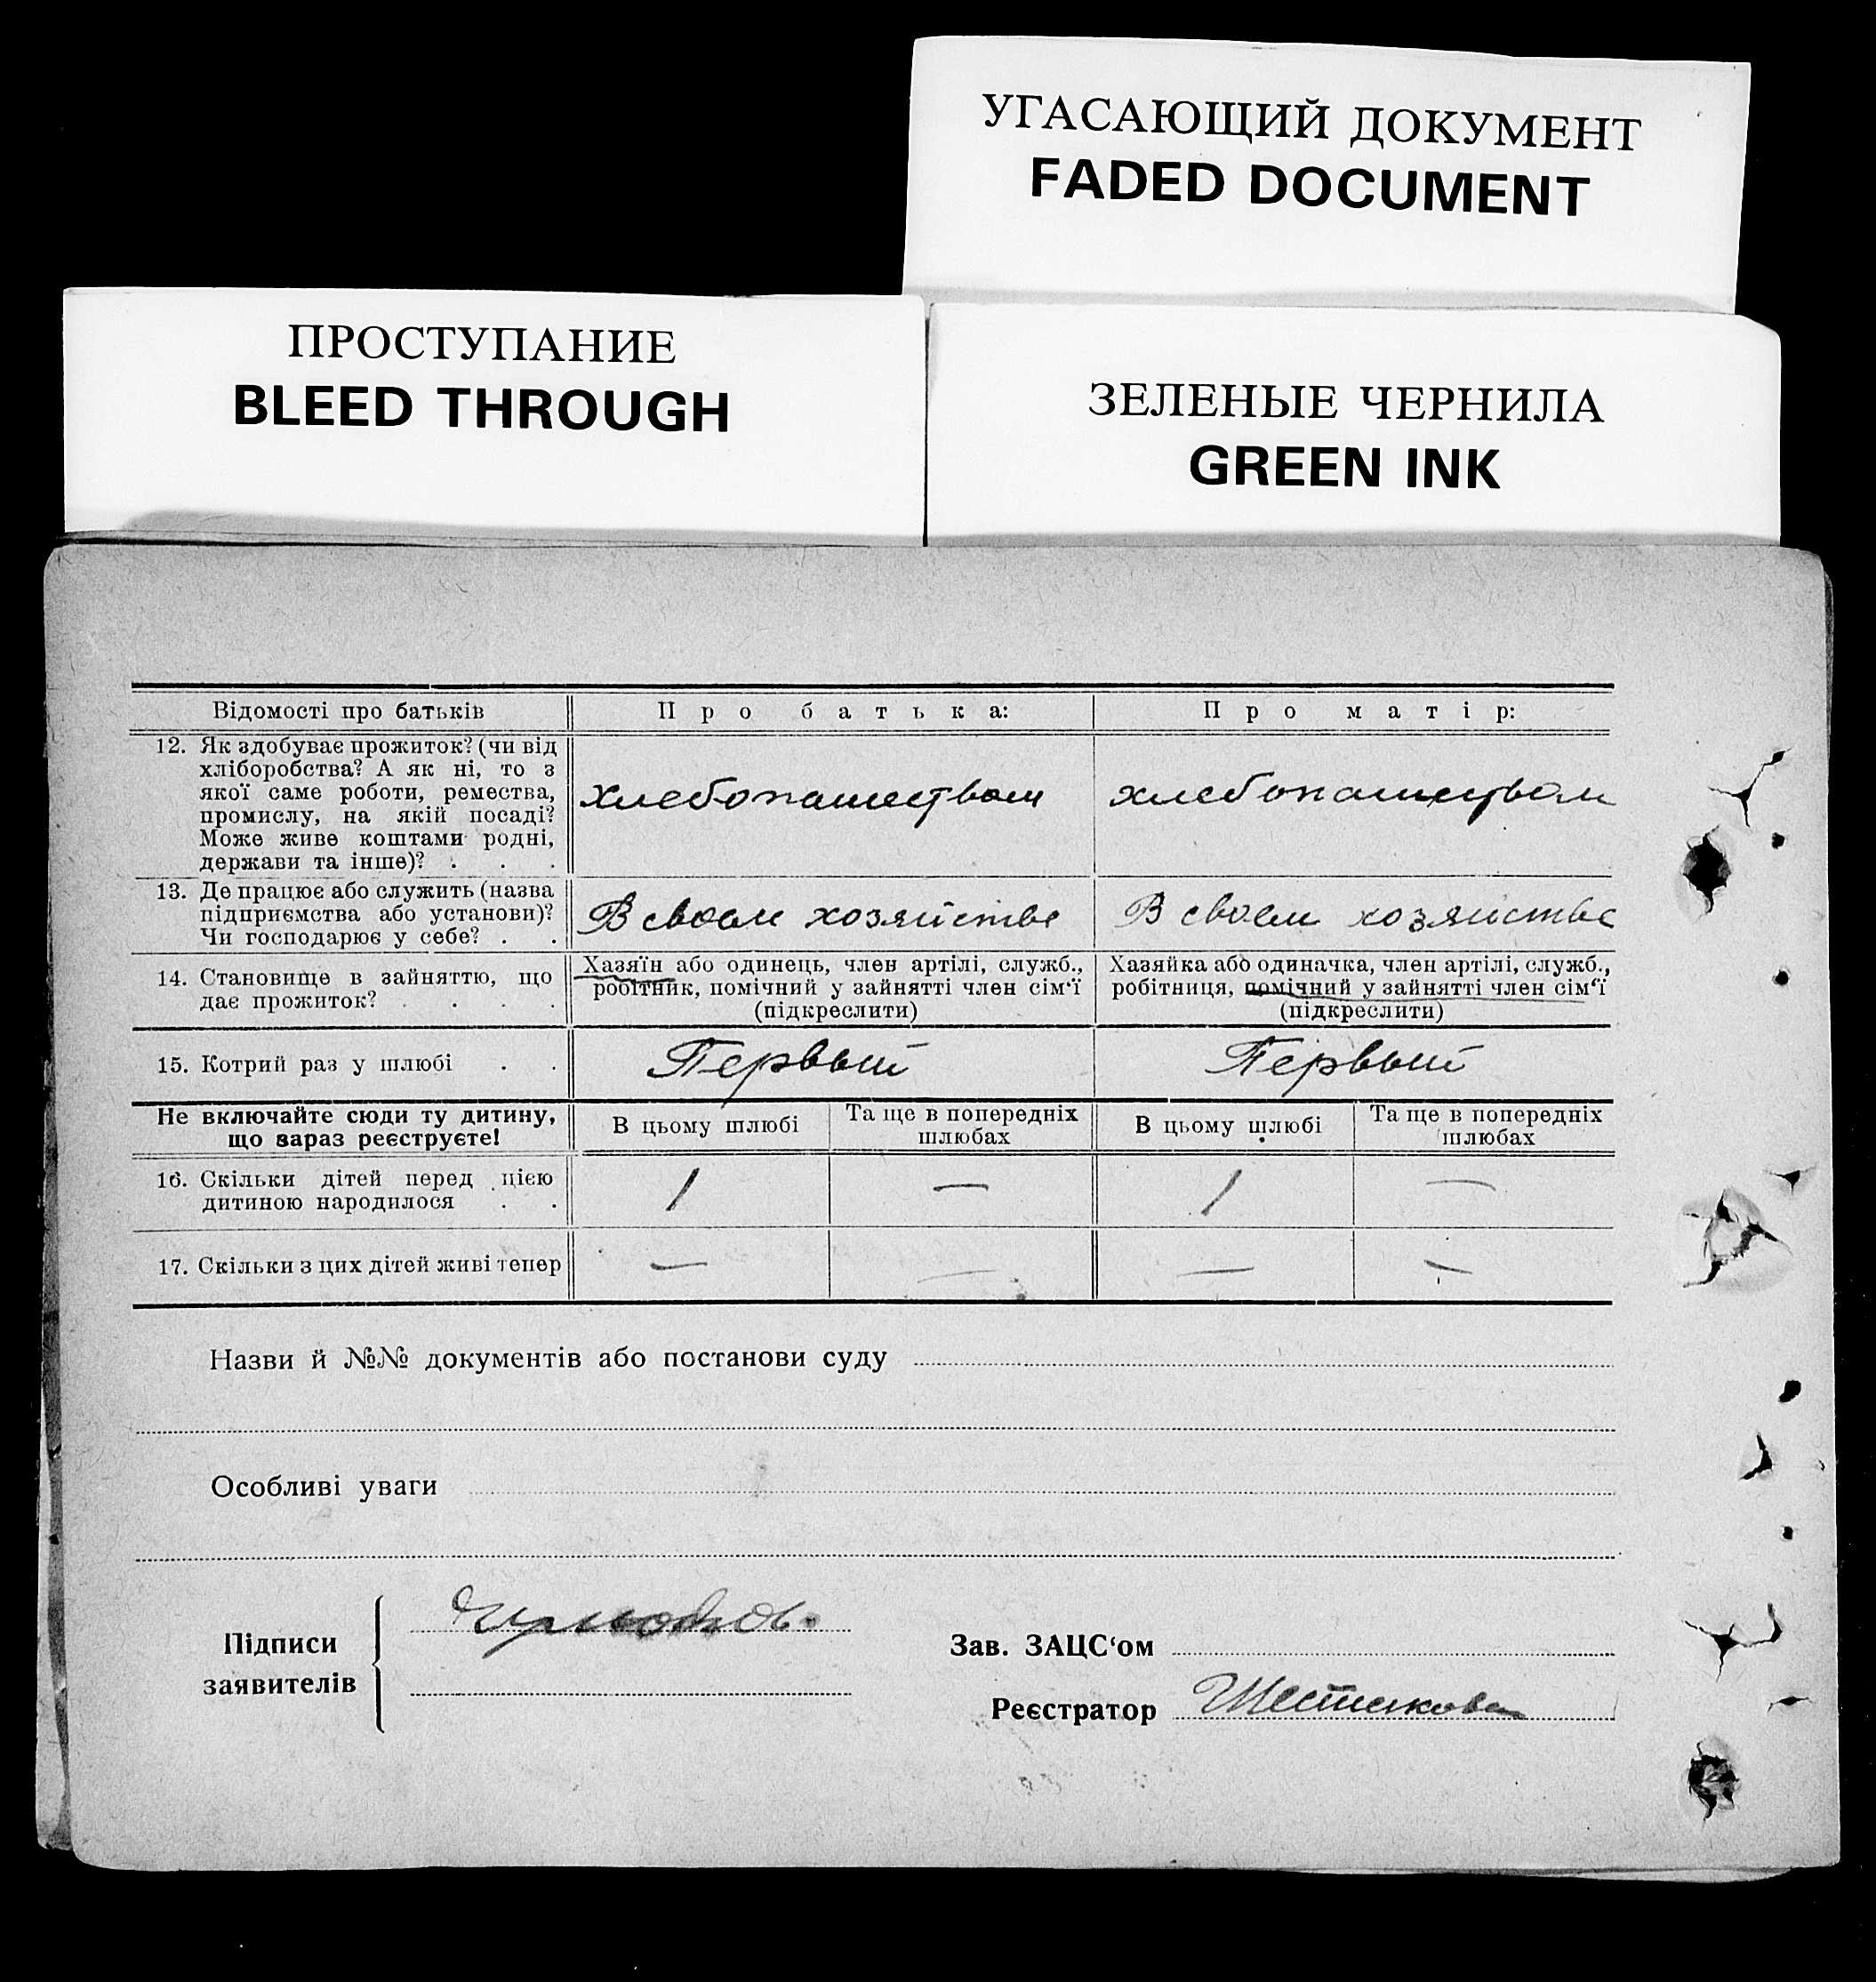 УГАСАЮЩИЙ ДОКУМЕНТ
FADED DOCUMENT
ПРОСТУПАНИЕ
BLEED THROUGH
ЗЕЛЕНЫЕ ЧЕРНИЛА
GREEN INK
Відомості про батьків
Про батька:
Про матір:
12. Як здобуває прожиток? (чи від
хліборобства? А як ні, то з
якої саме роботи, ремества,
промислу, на якій посаді?
Може живе коштами родні,
держави та інше)? . . .
хлебопашеством
хлебопашеством
13. Де працює або служить (назва
підприємства або установи)?
Чи господарює у себе? . .
В своем хозяйстве
В своем хозяйстве
14. Становище в зайняттю, що
дає прожиток? . . . .
Хазяїн або одинець, член артілі, служб.,
робітник, помічний у зайнятті член сім‘ї
(підкреслити)
Хазяйка або одиначка, член артілі, служб.,
робітниця, помічний у зайнятті член сім‘ї
(підкреслити)
15. Котрий раз у шлюбі . .
Первый
Первый
Не включайте сюди ту дитину,
що зараз реєструєте!
В цьому шлюбі
Та ще в попередніх
шлюбах
В цьому шлюбі
Та ще в попередніх
шлюбах
16. Скільки дітей перед цією
дитиною народилося . .
1
—
1
—
17. Скільки з цих дітей живі тепер
—
—
—
—
Назви й №№ документів або постанови суду
Особливі уваги
Підписи
заявителів
Зав. ЗАЦС‘ом
Реєстратор